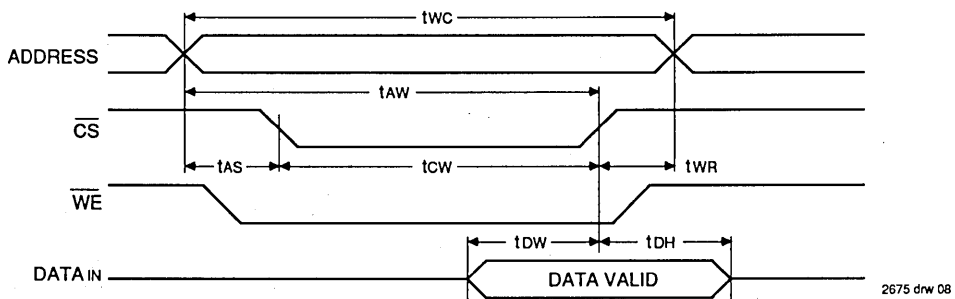 tWC
ADDRESS
tAW
CS
tAS
tCW
tWR
WE
tDW
tDH
DATA IN
DATA VALID
2675 drw 08